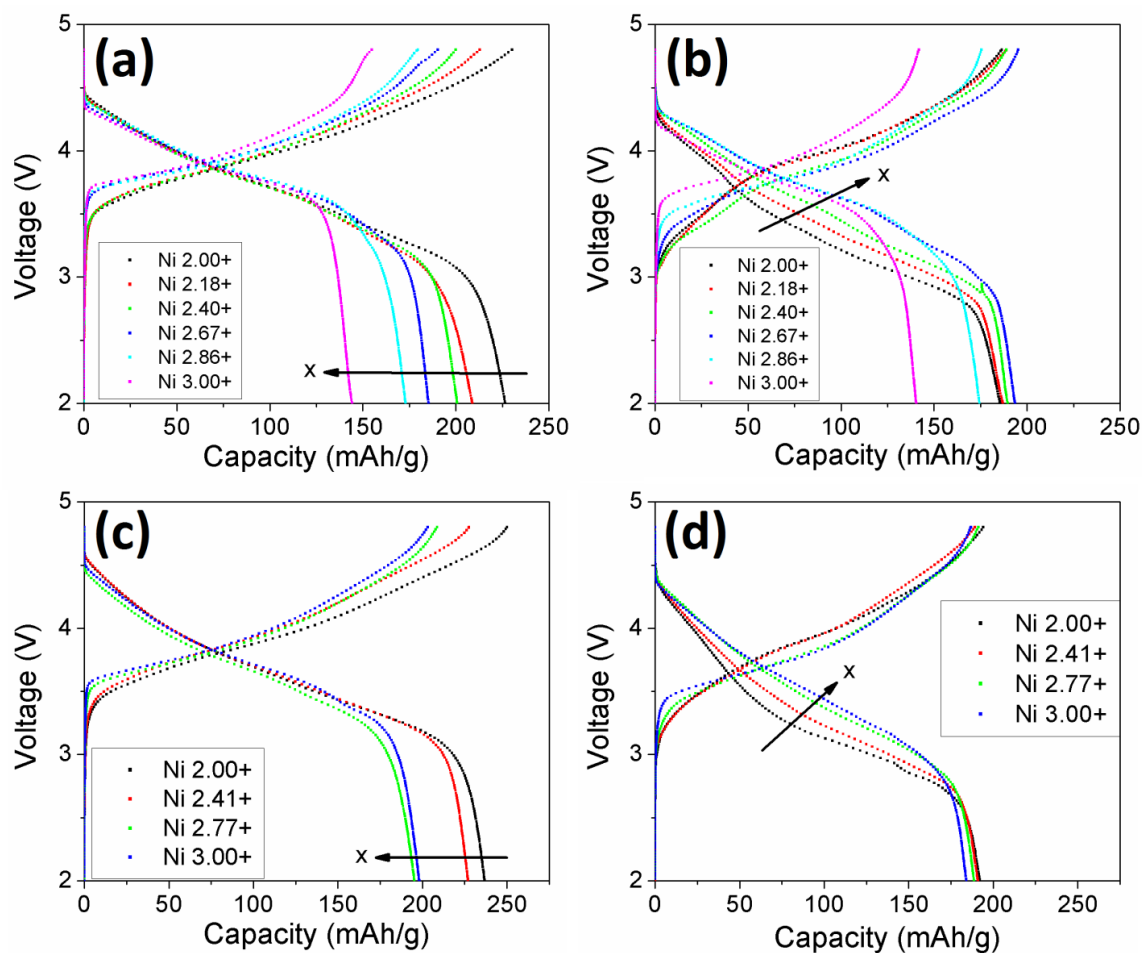 (a)
5
4
3
2
Voltage (V)
Ni 2.00+
Ni 2.18+
Ni 2.40+
Ni 2.67+
Ni 2.86+
Ni 3.00+
x
0 50 100 150 200 250
Capacity (mAh/g)
(b)
5
4
3
2
Voltage (V)
x
Ni 2.00+
Ni 2.18+
Ni 2.40+
Ni 2.67+
Ni 2.86+
Ni 3.00+
0 50 100 150 200 250
Capacity (mAh/g)
(c)
5
4
3
2
Voltage (V)
Ni 2.00+
Ni 2.41+
Ni 2.77+
Ni 3.00+
x
0 50 100 150 200 250
Capacity (mAh/g)
(d)
5
4
3
2
Voltage (V)
x
Ni 2.00+
Ni 2.41+
Ni 2.77+
Ni 3.00+
0 50 100 150 200 250
Capacity (mAh/g)